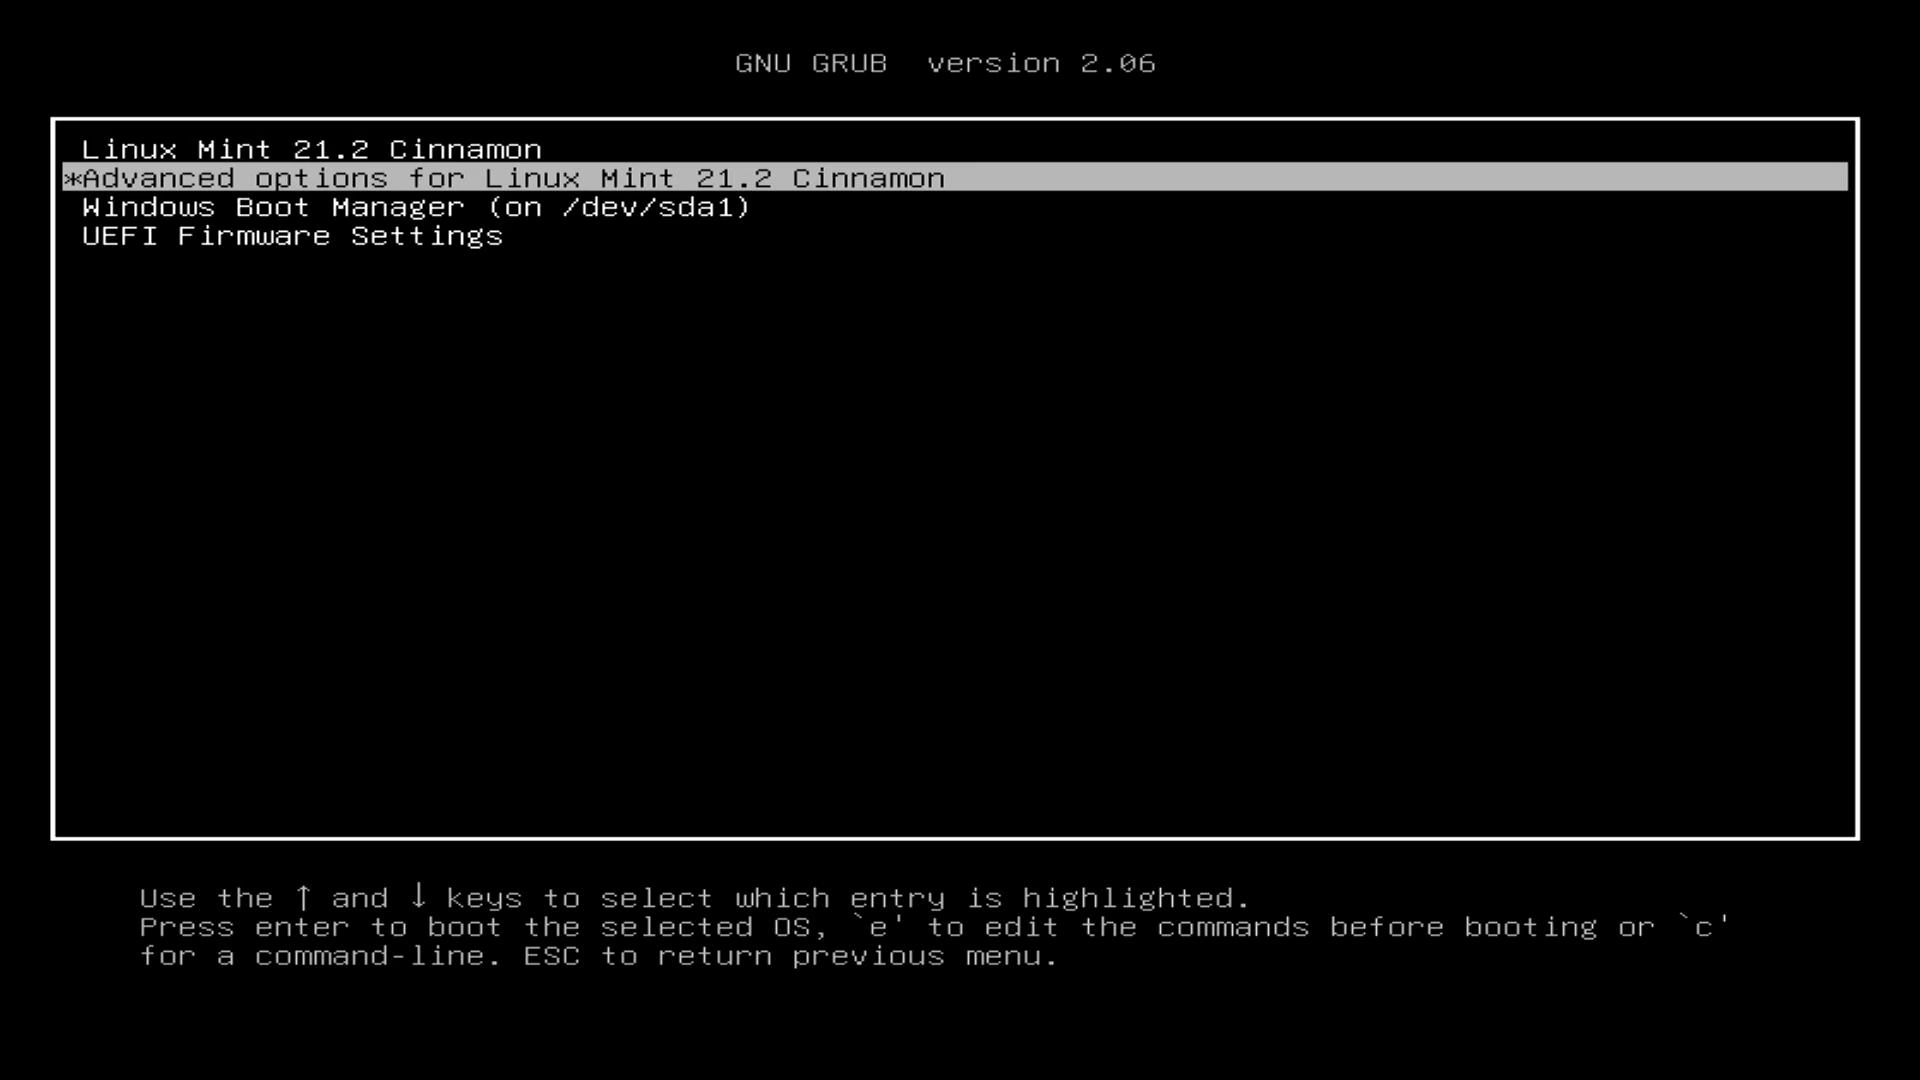 GNU GRUB  version 2.06
Linux Mint 21.2 Cinnamon
*Advanced options for Linux Mint 21.2 Cinnamon
Windows Boot Manager (on /dev/sda1)
UEFI Firmware Settings
Use the ↑ and ↓ keys to select which entry is highlighted.
Press enter to boot the selected OS, `e' to edit the commands before booting or `c'
for a command-line. ESC to return previous menu.